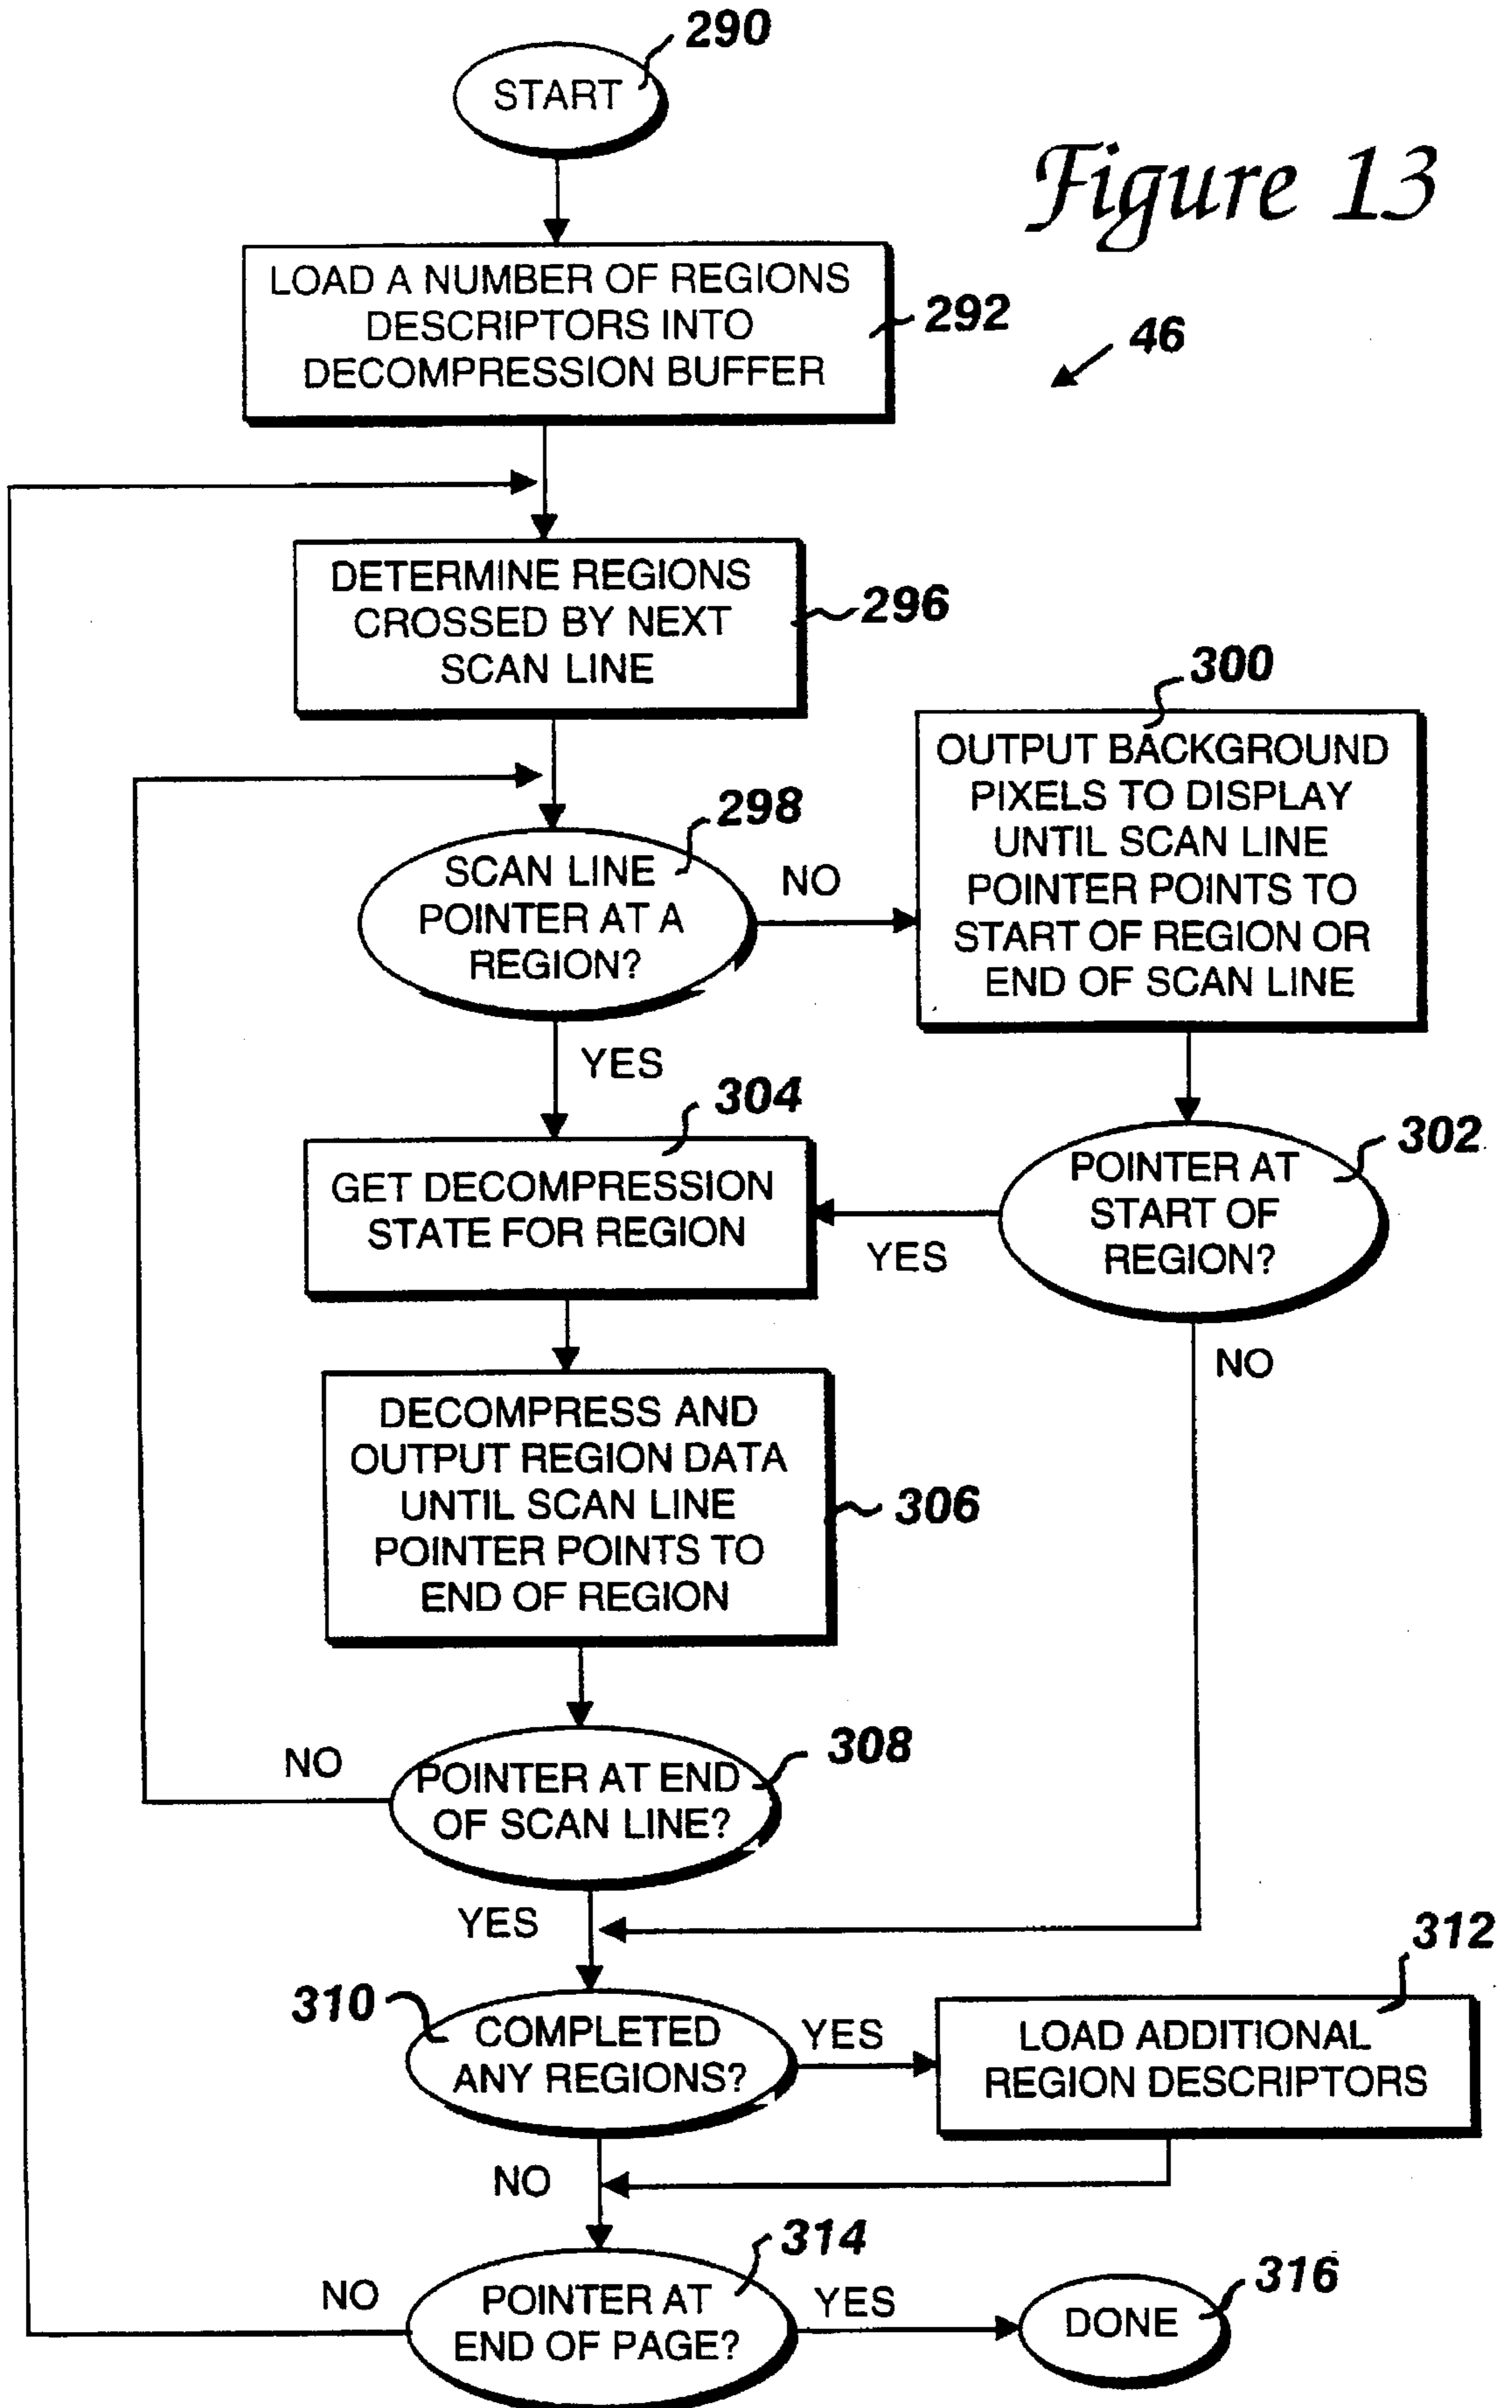 290
START
Figure 13
LOAD A NUMBER OF REGIONS
DESCRIPTORS INTO
DECOMPRESSION BUFFER
292
46
DETERMINE REGIONS
CROSSED BY NEXT
SCAN LINE
296
300
OUTPUT BACKGROUND
PIXELS TO DISPLAY
UNTIL SCAN LINE
POINTER POINTS TO
START OF REGION OR
END OF SCAN LINE
298
SCAN LINE
POINTER AT A
REGION?
NO
YES
304
GET DECOMPRESSION
STATE FOR REGION
302
POINTER AT
START OF
REGION?
YES
NO
DECOMPRESS AND
OUTPUT REGION DATA
UNTIL SCAN LINE
POINTER POINTS TO
END OF REGION
306
308
NO
POINTER AT END
OF SCAN LINE?
YES
310
COMPLETED
ANY REGIONS?
YES
312
LOAD ADDITIONAL
REGION DESCRIPTORS
NO
314
NO
POINTER AT
END OF PAGE?
YES
316
DONE